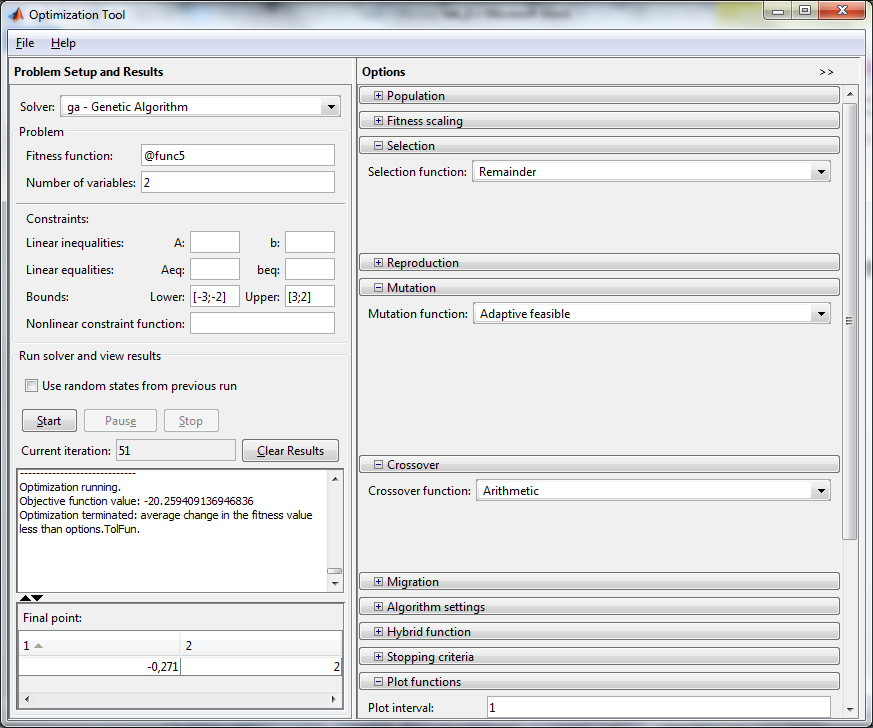 Optimization Tool
File Help
Problem Setup and Results
Solver: ga - Genetic Algorithm
Problem
Fitness function: @func5
Number of variables: 2
Constraints:
Linear inequalities: A: b:
Linear equalities: Aeq: beq:
Bounds: Lower: [-3;-2] Upper: [3;2]
Nonlinear constraint function:
Run solver and view results
Use random states from previous run
Start Pause Stop
Current iteration: 51 Clear Results
------------------------------
Optimization running.
Objective function value: -20.259409136946836
Optimization terminated: average change in the fitness value
less than options.TolFun.
Final point:
1 2
-0,271 2
Options >>
Population
Fitness scaling
Selection
Selection function: Remainder
Reproduction
Mutation
Mutation function: Adaptive feasible
Crossover
Crossover function: Arithmetic
Migration
Algorithm settings
Hybrid function
Stopping criteria
Plot functions
Plot interval: 1